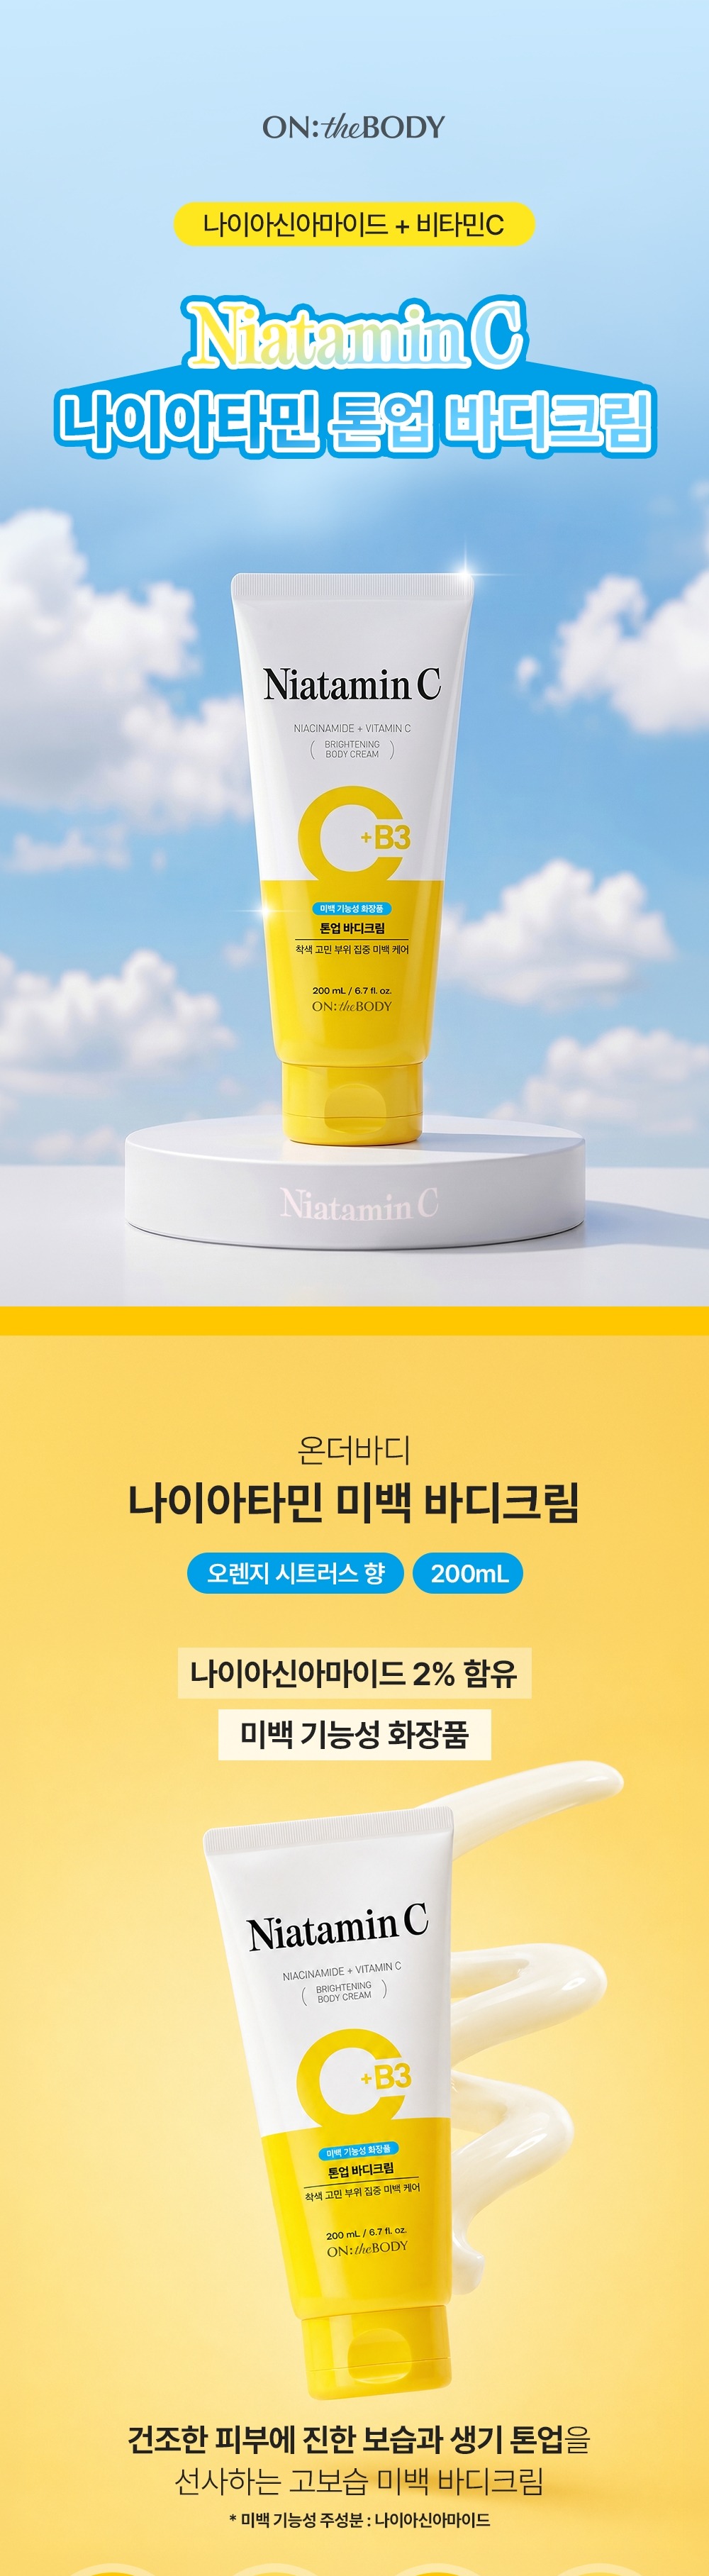 ON:theBODY
나이아신아마이드 + 비타민C
Niatamin C
나이아타민 톤업 바디크림
Niatamin C
NIACINAMIDE + VITAMIN C
( BRIGHTENING
BODY CREAM )
C+B3
미백 기능성 화장품
톤업 바디크림
착색 고민 부위 집중 미백 케어
200 mL / 6.7 fl. oz.
ON:theBODY
Niatamin C
온더바디
나이아타민 미백 바디크림
오렌지 시트러스 향 200mL
나이아신아마이드 2% 함유
미백 기능성 화장품
Niatamin C
NIACINAMIDE + VITAMIN C
( BRIGHTENING
BODY CREAM )
C+B3
미백 기능성 화장품
톤업 바디크림
착색 고민 부위 집중 미백 케어
200 mL / 6.7 fl. oz.
ON:theBODY
건조한 피부에 진한 보습과 생기 톤업을
선사하는 고보습 미백 바디크림
* 미백 기능성 주성분 : 나이아신아마이드